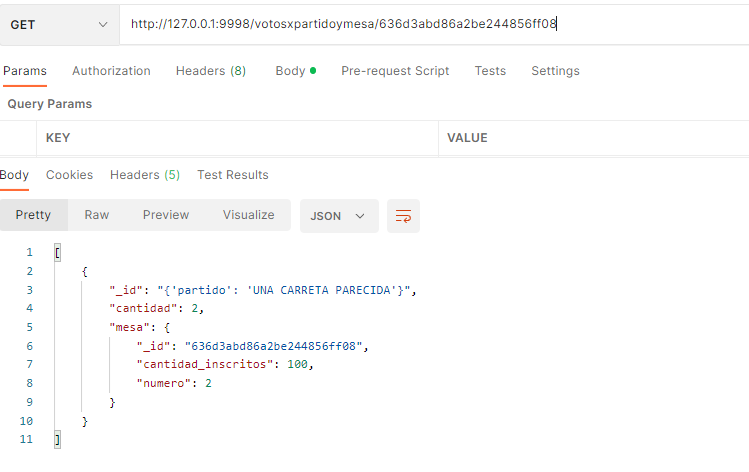 GET http://127.0.0.1:9998/votosxpartidoymesa/636d3abd86a2be244856ff08
Params Authorization Headers (8) Body Pre-request Script Tests Settings
Query Params
KEY VALUE
Body Cookies Headers (5) Test Results
Pretty Raw Preview Visualize JSON
1 [
2 {
3 "_id": "{'partido': 'UNA CARRETA PARECIDA'}",
4 "cantidad": 2,
5 "mesa": {
6 "_id": "636d3abd86a2be244856ff08",
7 "cantidad_inscritos": 100,
8 "numero": 2
9 }
10 }
11 ]